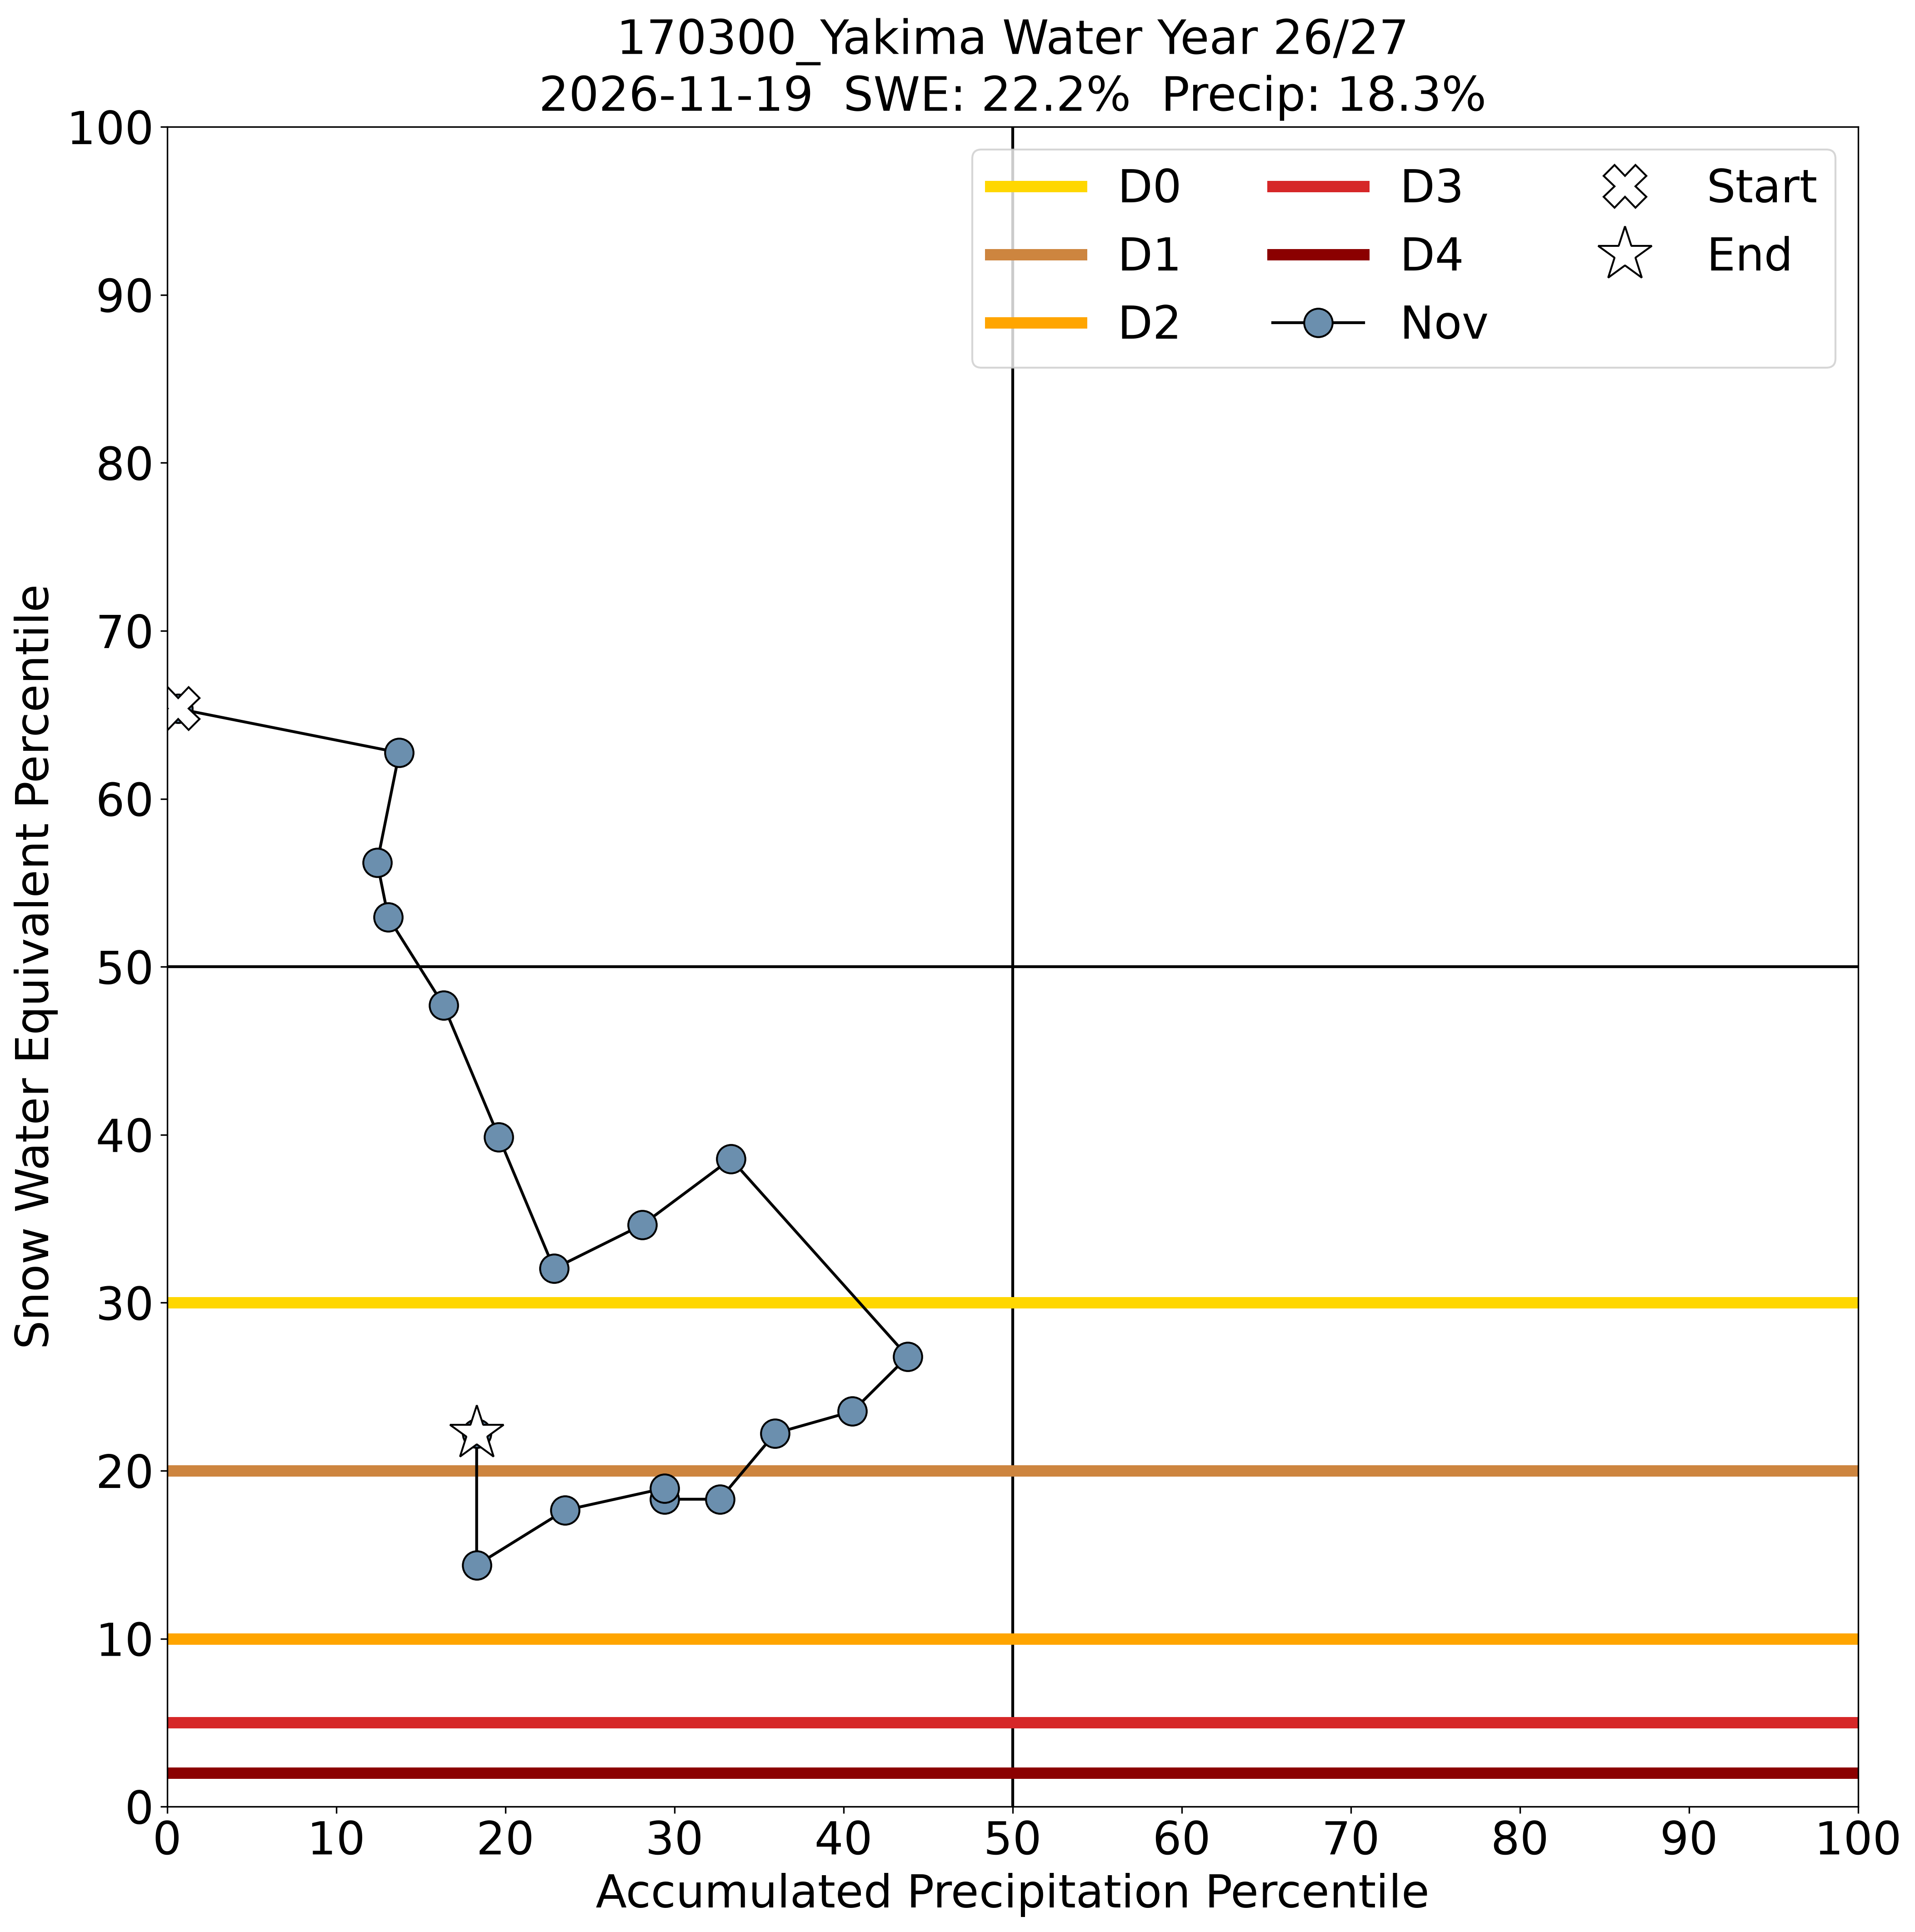 170300_Yakima Water Year 26/27
2026-11-19  SWE: 22.2%  Precip: 18.3%
100
90
80
70
60
50
40
30
20
10
0
Snow Water Equivalent Percentile
D0
D1
D2
D3
D4
Nov
Start
End
0 10 20 30 40 50 60 70 80 90 100
Accumulated Precipitation Percentile